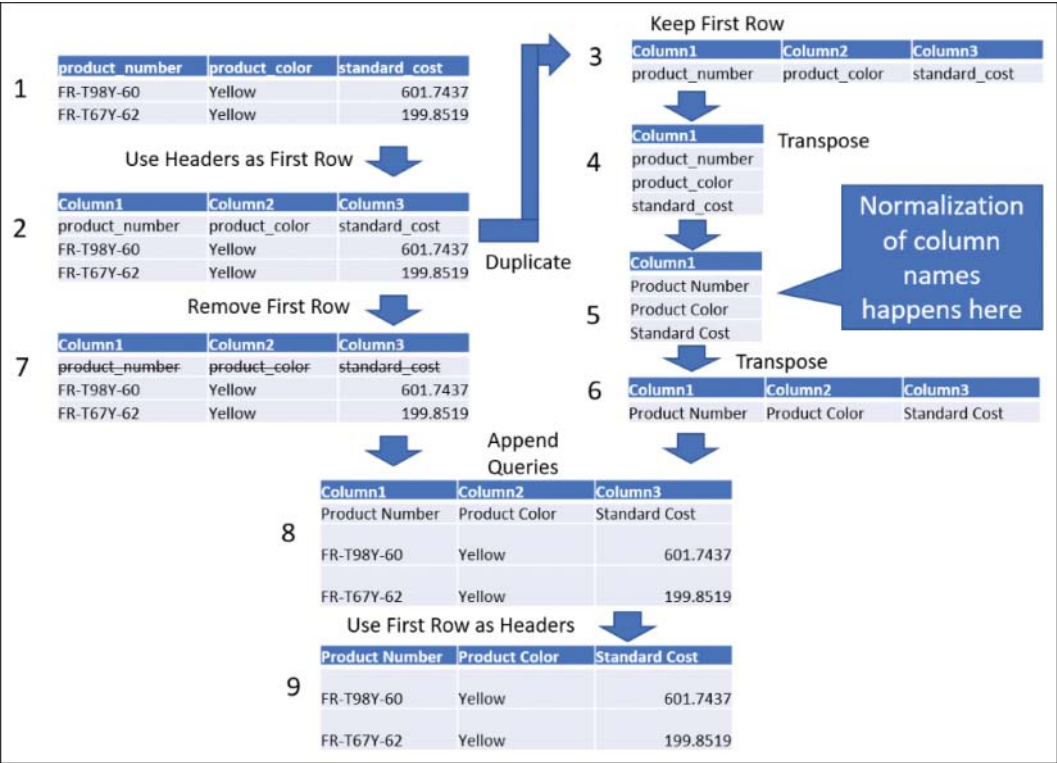 1
product_number product_color standard_cost
FR-T98Y-60 Yellow 601.7437
FR-T67Y-62 Yellow 199.8519
Use Headers as First Row
2
Column1 Column2 Column3
product_number product_color standard_cost
FR-T98Y-60 Yellow 601.7437
FR-T67Y-62 Yellow 199.8519
Duplicate
Keep First Row
3
Column1 Column2 Column3
product_number product_color standard_cost
4
Column1
product_number
product_color
standard_cost
Transpose
5
Column1
Product Number
Product Color
Standard Cost
Normalization
of column
names
happens here
Transpose
6
Column1 Column2 Column3
Product Number Product Color Standard Cost
Remove First Row
7
Column1 Column2 Column3
product_number product_color standard_cost
FR-T98Y-60 Yellow 601.7437
FR-T67Y-62 Yellow 199.8519
Append
Queries
8
Column1 Column2 Column3
Product Number Product Color Standard Cost
FR-T98Y-60 Yellow 601.7437
FR-T67Y-62 Yellow 199.8519
Use First Row as Headers
9
Product Number Product Color Standard Cost
FR-T98Y-60 Yellow 601.7437
FR-T67Y-62 Yellow 199.8519